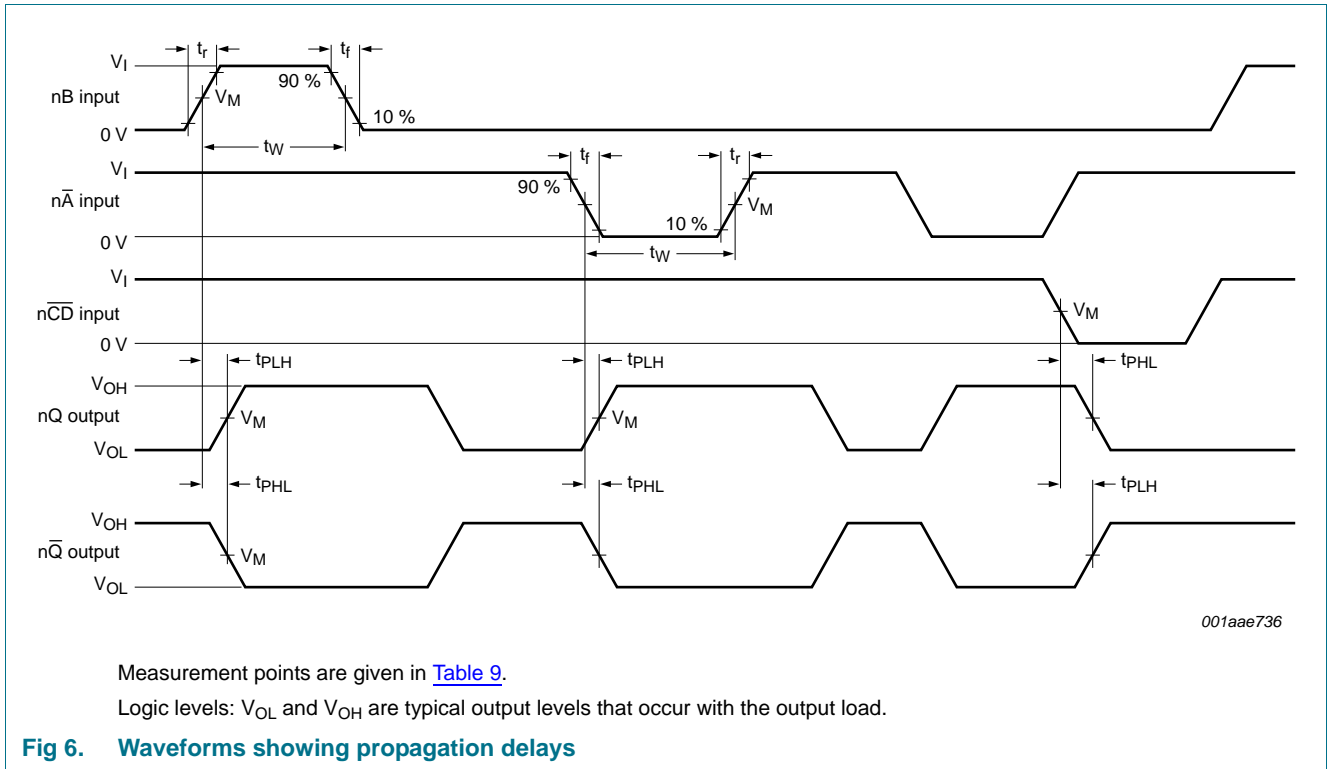 tr
tf
VI
90 %
nB input
VM
10 %
0 V
tW
tf
tr
VI
90 %
nA̅ input
VM
10 %
0 V
tW
VI
nC̅D̅ input
VM
0 V
tPLH
tPLH
tPHL
VOH
nQ output
VM
VM
VOL
tPHL
tPHL
tPLH
VOH
nQ̅ output
VM
VOL
001aae736
Measurement points are given in Table 9.
Logic levels: VOL and VOH are typical output levels that occur with the output load.
Fig 6. Waveforms showing propagation delays